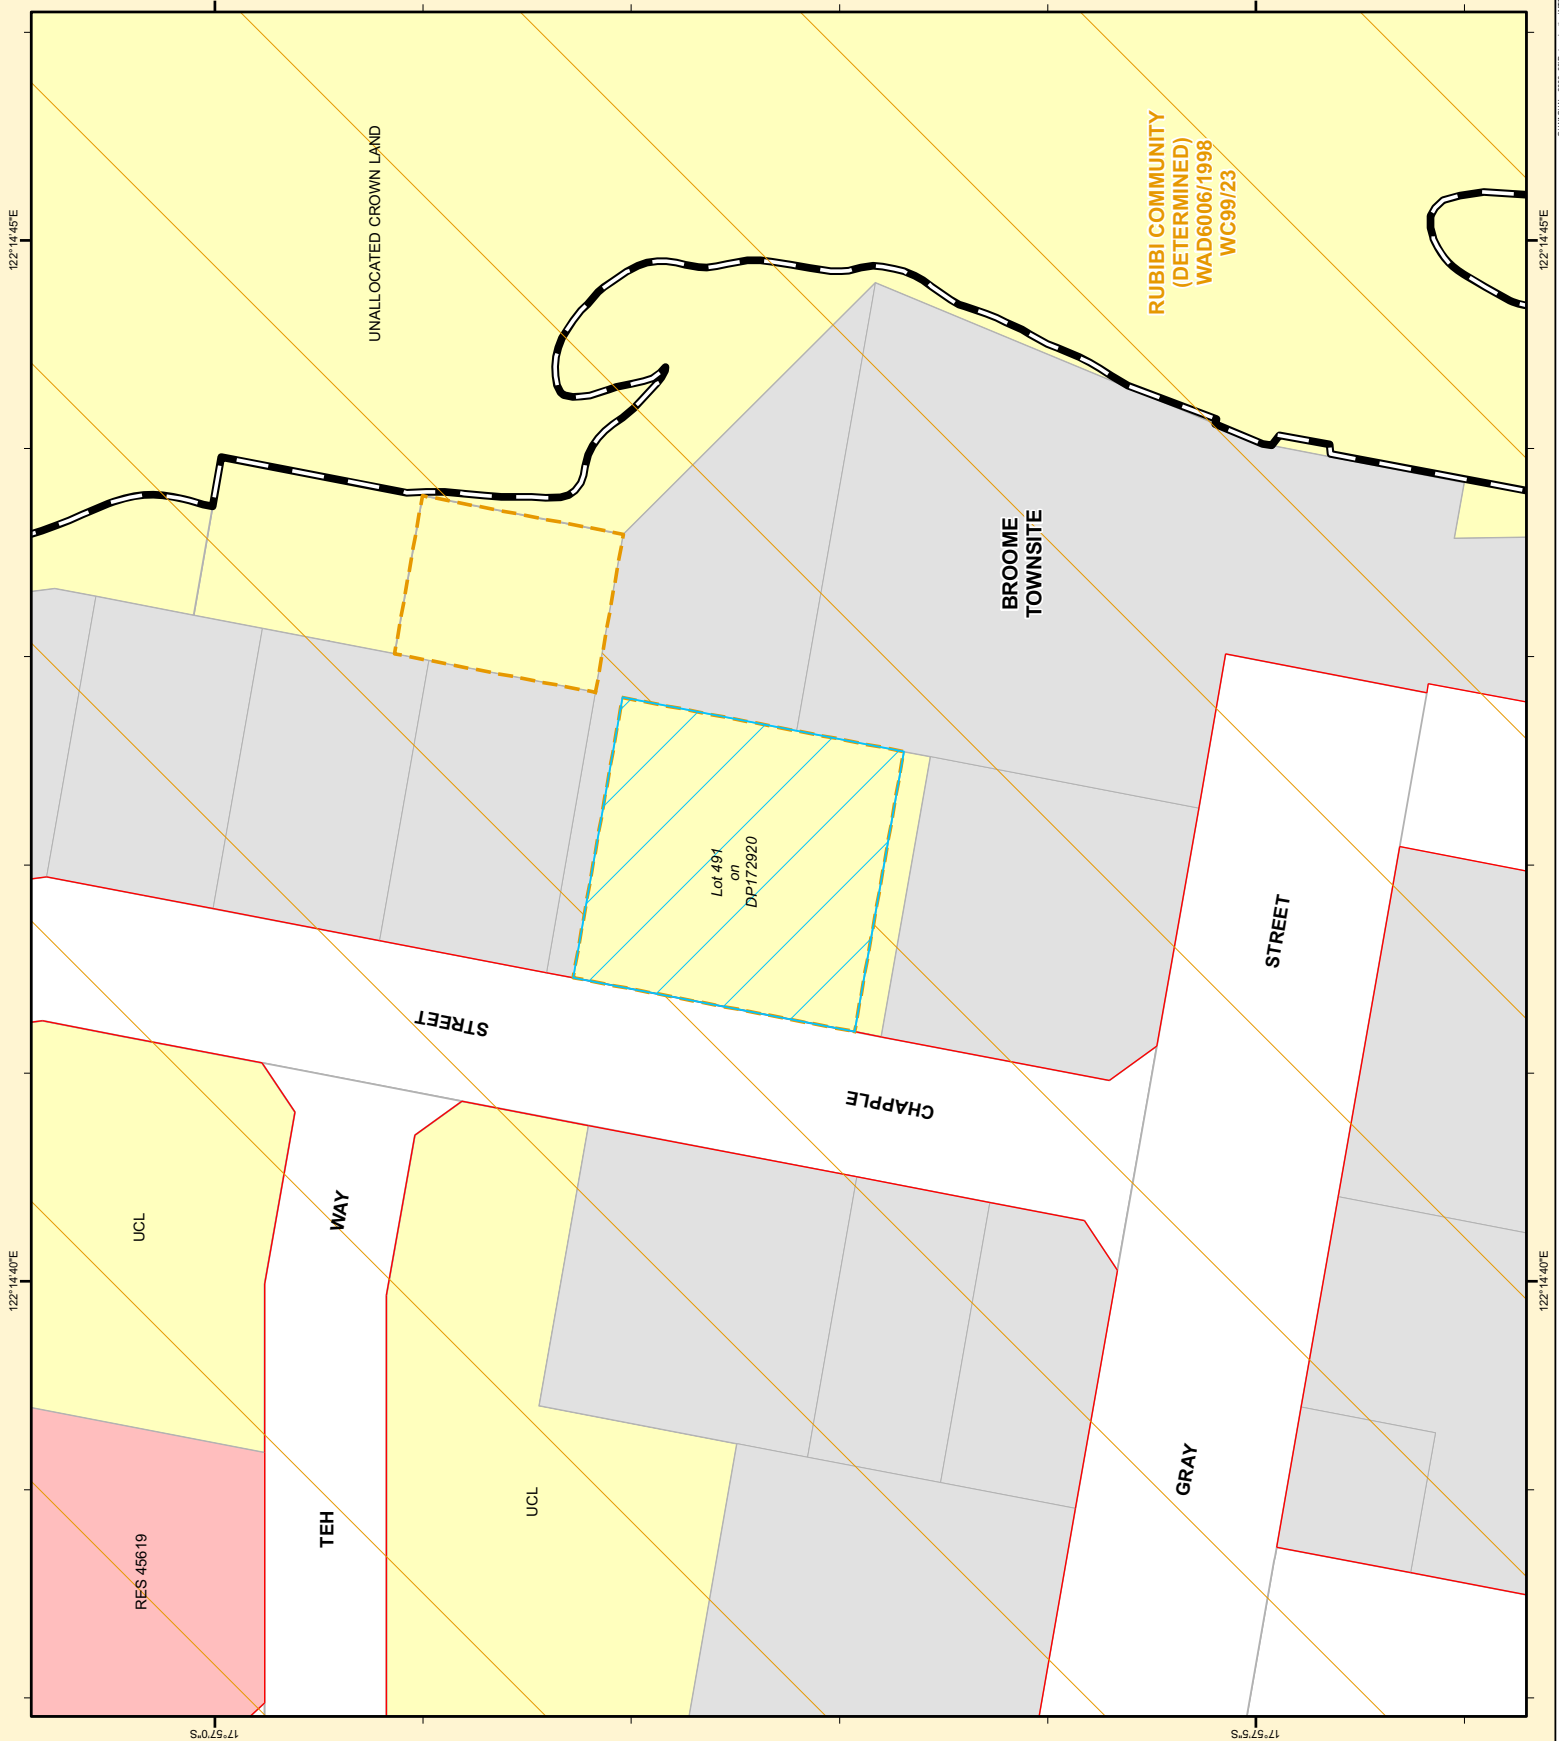 122°14'45"E
122°14'45"E
UNALLOCATED CROWN LAND
RUBIBI COMMUNITY
(DETERMINED)
WAD6006/1998
WC99/23
BROOME
TOWNSITE
Lot 491
on
DP172920
STREET
CHAPPLE
STREET
GRAY
WAY
TEH
UCL
UCL
RES 45619
122°14'40"E
122°14'40"E
17°57'0"S
17°57'5"S